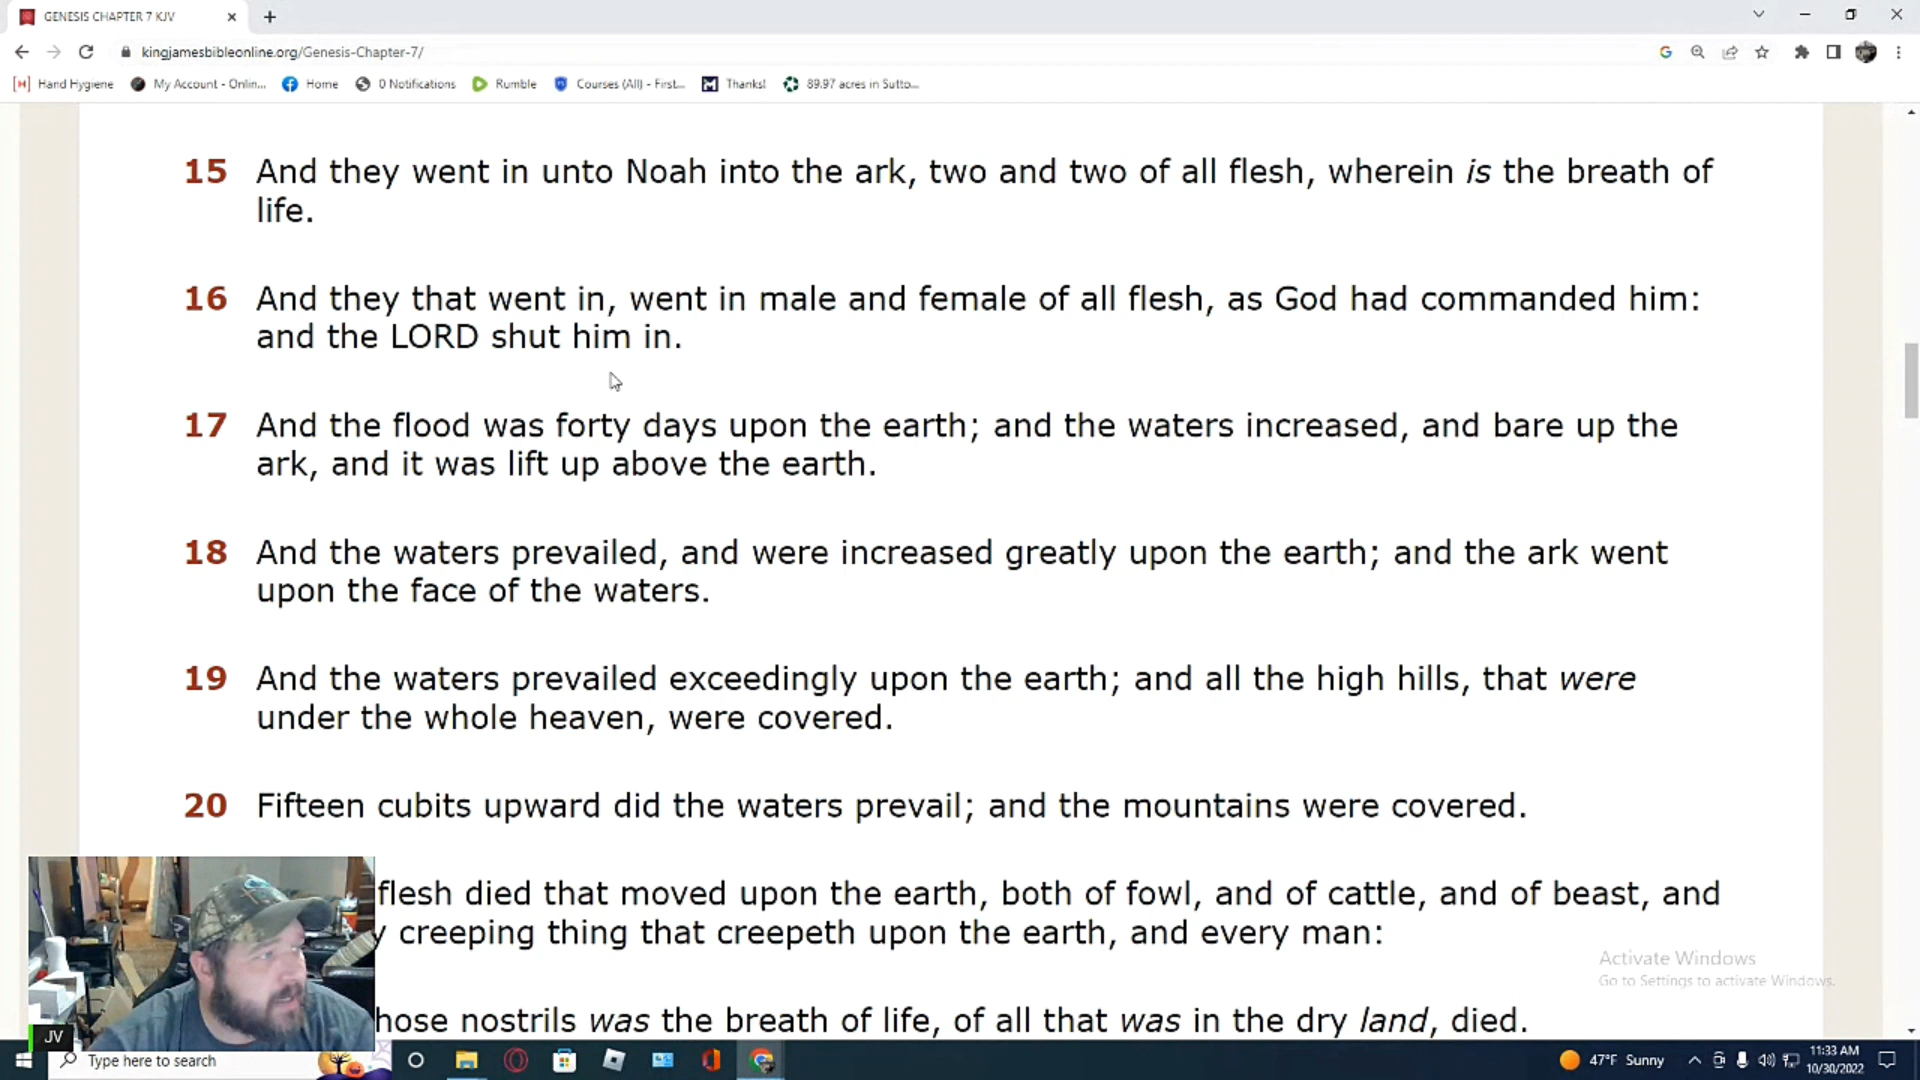 GENESIS CHAPTER 7 KJV
kingjamesbibleonline.org/Genesis-Chapter-7/
Hand Hygiene My Account - Onlin... Home 0 Notifications Rumble Courses (All) - First... Thanks! 89.97 acres in Sutto...
15 And they went in unto Noah into the ark, two and two of all flesh, wherein is the breath of
life.
16 And they that went in, went in male and female of all flesh, as God had commanded him:
and the LORD shut him in.
17 And the flood was forty days upon the earth; and the waters increased, and bare up the
ark, and it was lift up above the earth.
18 And the waters prevailed, and were increased greatly upon the earth; and the ark went
upon the face of the waters.
19 And the waters prevailed exceedingly upon the earth; and all the high hills, that were
under the whole heaven, were covered.
20 Fifteen cubits upward did the waters prevail; and the mountains were covered.
flesh died that moved upon the earth, both of fowl, and of cattle, and of beast, and
y creeping thing that creepeth upon the earth, and every man:
Activate Windows
Go to Settings to activate Windows.
hose nostrils was the breath of life, of all that was in the dry land, died.
JV
Type here to search
47°F Sunny
11:33 AM
10/30/2022